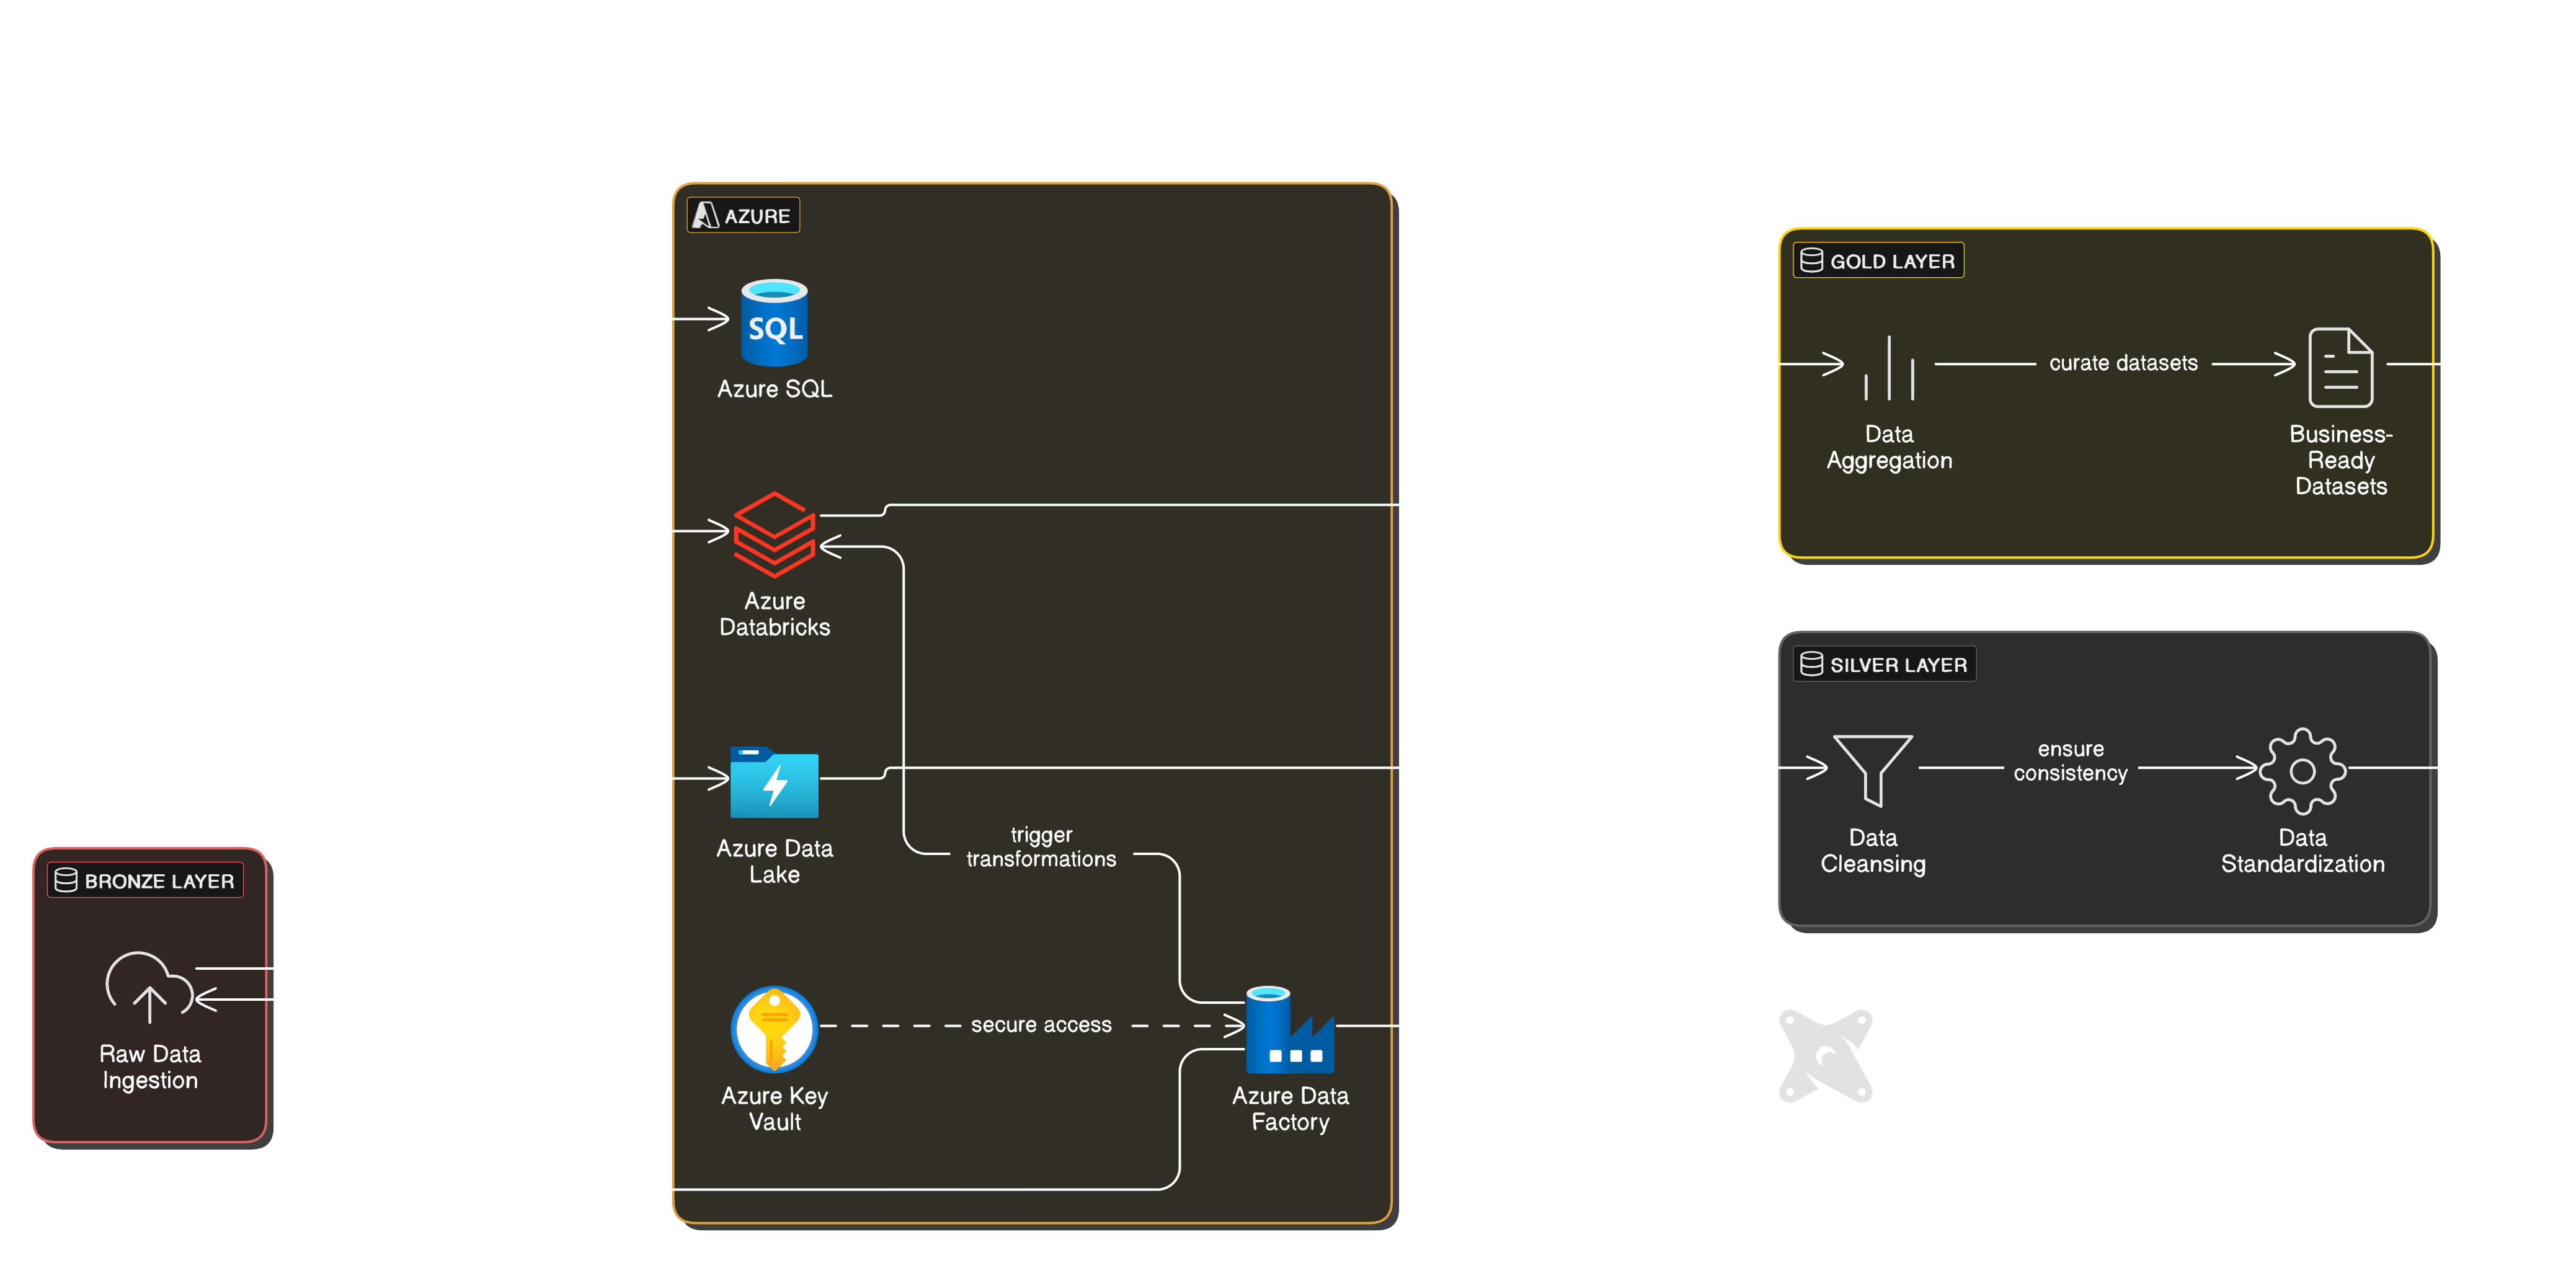 AZURE
SQL
Azure SQL
Azure
Databricks
Azure Data
Lake
trigger
transformations
Azure Key
Vault
secure access
Azure Data
Factory
BRONZE LAYER
Raw Data
Ingestion
GOLD LAYER
Data
Aggregation
curate datasets
Business-
Ready
Datasets
SILVER LAYER
Data
Cleansing
ensure
consistency
Data
Standardization